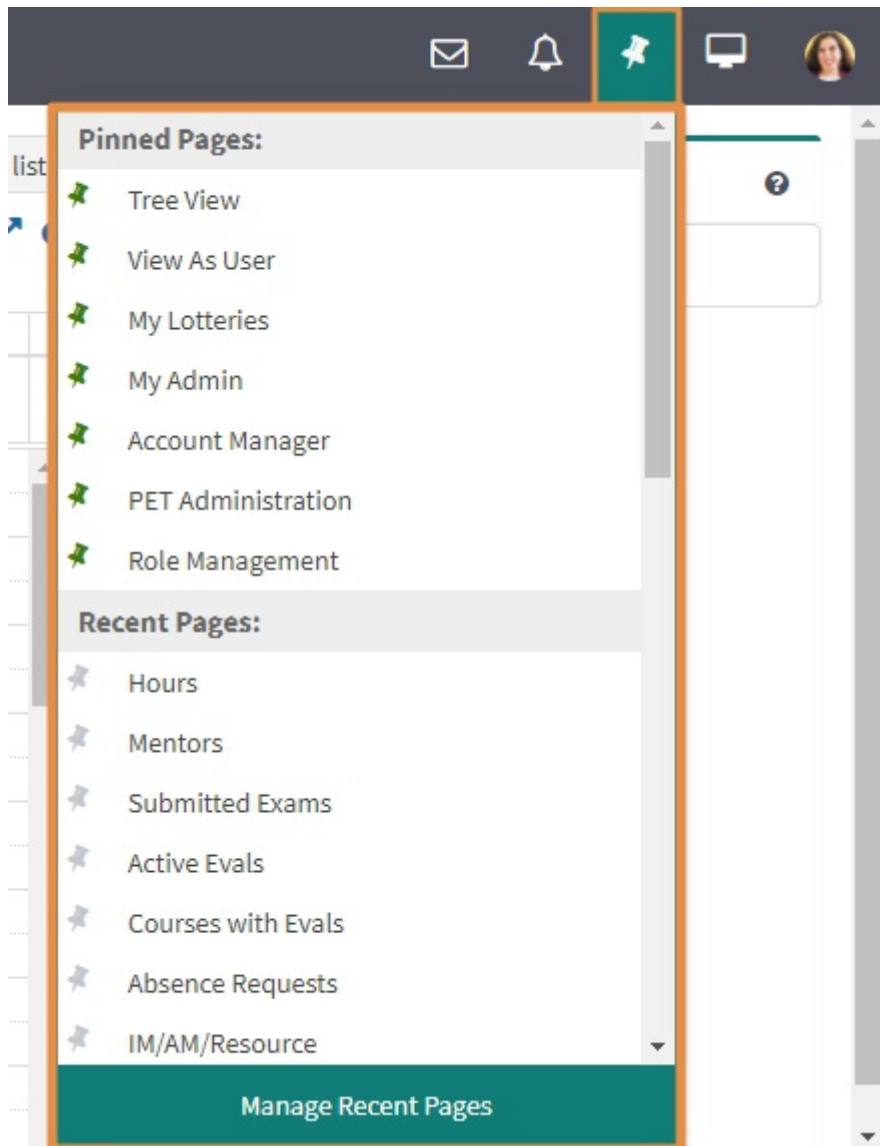 list
Pinned Pages:
Tree View
View As User
My Lotteries
My Admin
Account Manager
PET Administration
Role Management
Recent Pages:
Hours
Mentors
Submitted Exams
Active Evals
Courses with Evals
Absence Requests
IM/AM/Resource
Manage Recent Pages